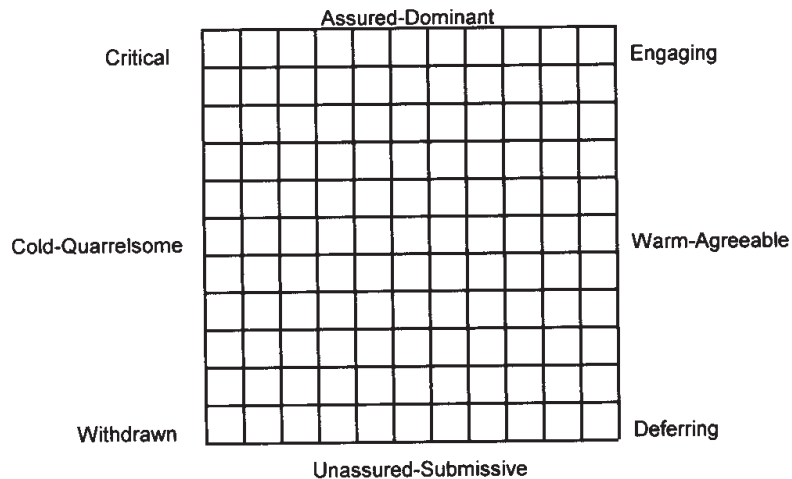 Assured-Dominant
Critical
Engaging
Cold-Quarrelsome
Warm-Agreeable
Withdrawn
Deferring
Unassured-Submissive